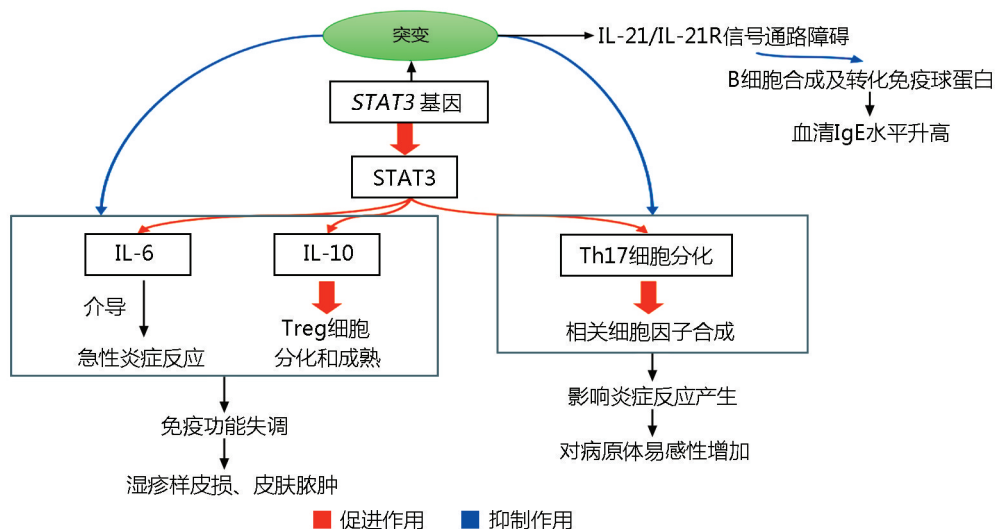 突变
IL-21/IL-21R信号通路障碍
B细胞合成及转化免疫球蛋白
血清IgE水平升高
STAT3 基因
STAT3
IL-6
介导
急性炎症反应
IL-10
Treg细胞
分化和成熟
Th17细胞分化
相关细胞因子合成
免疫功能失调
湿疹样皮损、皮肤脓肿
影响炎症反应产生
对病原体易感性增加
促进作用
抑制作用